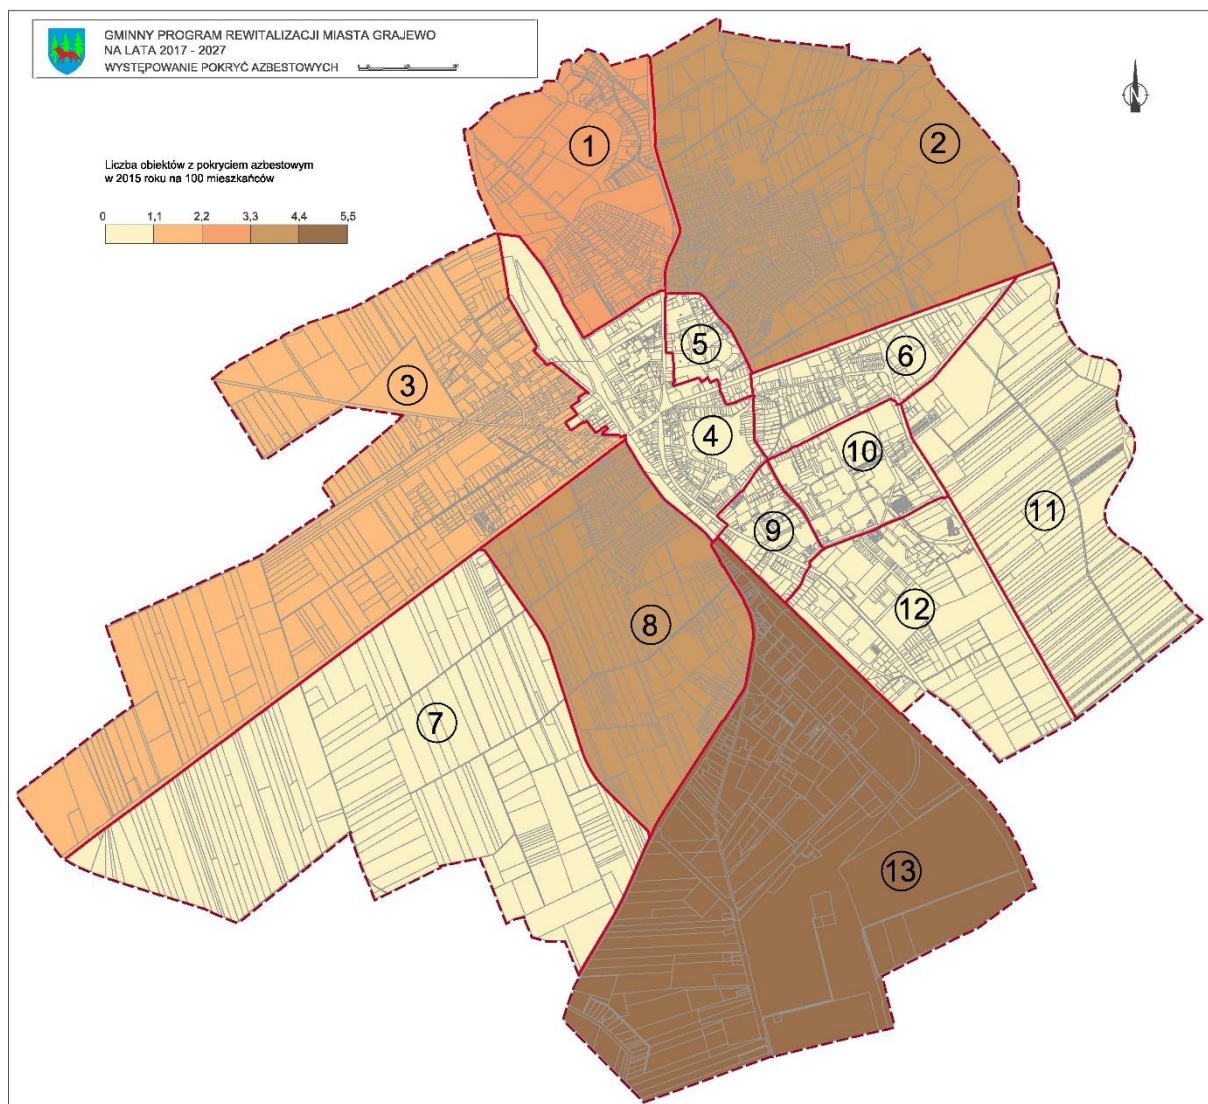 GMINNY PROGRAM REWITALIZACJI MIASTA GRAJEWO
NA LATA 2017 - 2027
WYSTĘPOWANIE POKRYĆ AZBESTOWYCH
Liczba obiektów z pokryciem azbestowym
w 2015 roku na 100 mieszkańców
0 1,1 2,2 3,3 4,4 5,5
N
1
2
3
4
5
6
7
8
9
10
11
12
13